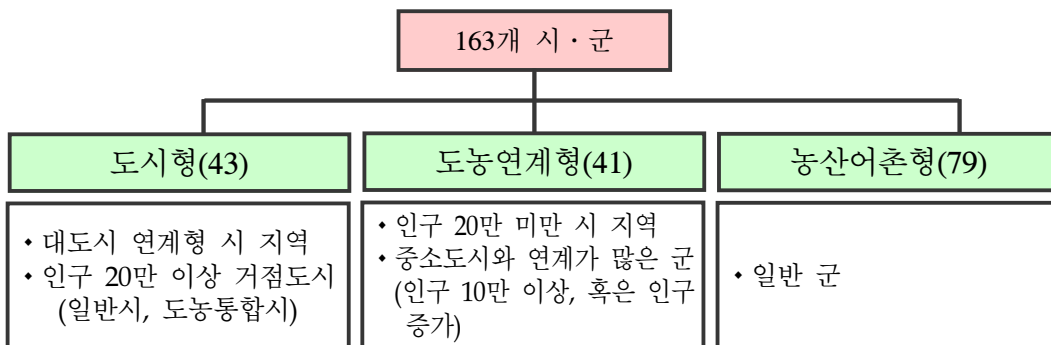 163개 시 · 군
도시형(43)
도농연계형(41)
농산어촌형(79)
◆ 대도시 연계형 시 지역
◆ 인구 20만 이상 거점도시
(일반시, 도농통합시)
◆ 인구 20만 미만 시 지역
◆ 중소도시와 연계가 많은 군
(인구 10만 이상, 혹은 인구
증가)
◆ 일반 군